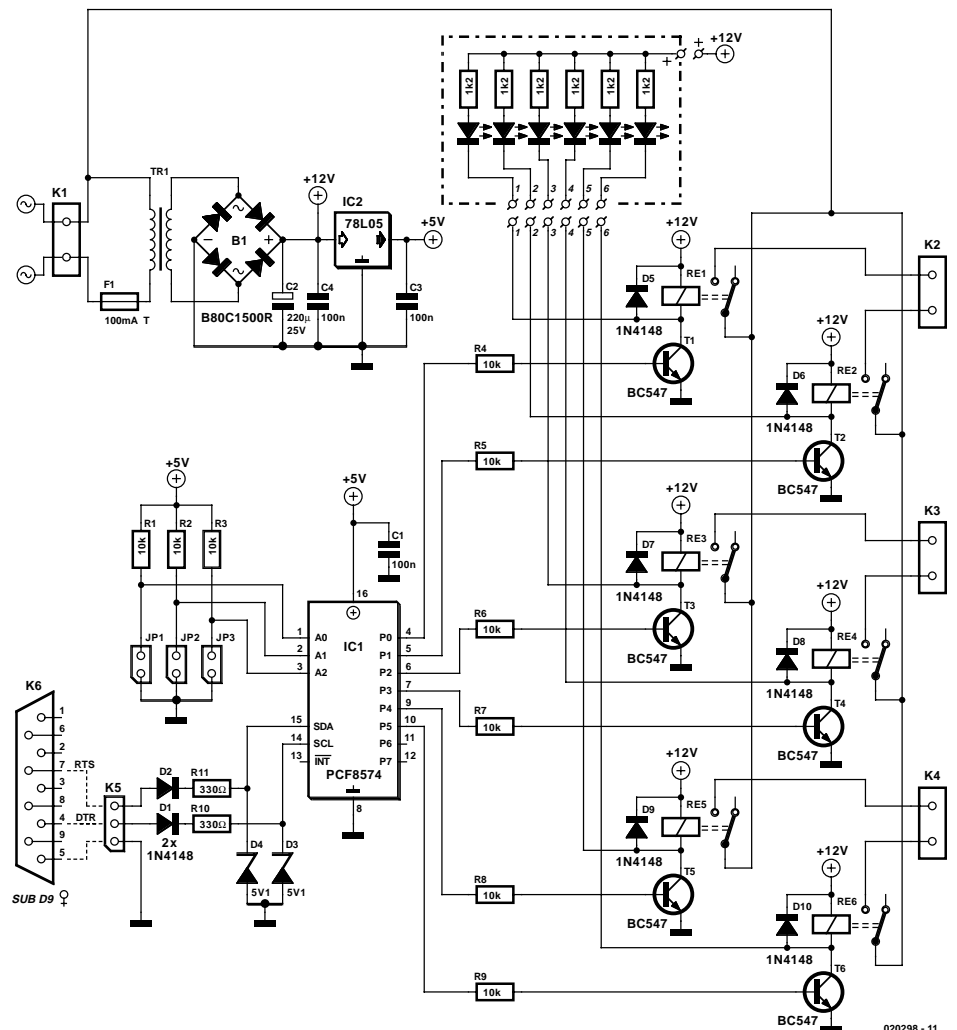 +12V
+
+
1k2
1k2
1k2
1k2
1k2
1k2
TR1
K1
+12V
IC2
78L05
+5V
1 2 3 4 5 6
1 2 3 4 5 6
+12V
B1
−
+
F1
100mA T
B80C1500R
C2
220µ
25V
C4
100n
C3
100n
D5
1N4148
RE1
K2
+12V
R4
10k
T1
BC547
D6
1N4148
RE2
R5
10k
T2
BC547
+5V
+5V
+12V
K3
R1
R2
R3
10k
10k
10k
C1
100n
D7
1N4148
RE3
+12V
16
IC1
R6
10k
T3
BC547
D8
1N4148
RE4
JP1
JP2
JP3
1
2
3
A0
A1
A2
P0
P1
P2
P3
P4
P5
P6
P7
4
5
6
7
9
10
11
12
R7
10k
T4
BC547
15
14
13
SDA
SCL
INT
PCF8574
8
K6
1
6
2
7
3
8
4
9
5
RTS
DTR
SUB D9 ♀
K5
D2
R11
330Ω
D1
R10
330Ω
2x
1N4148
D4
5V1
D3
5V1
+12V
K4
D9
1N4148
RE5
+12V
R8
10k
T5
BC547
D10
1N4148
RE6
R9
10k
T6
BC547
020298 - 11